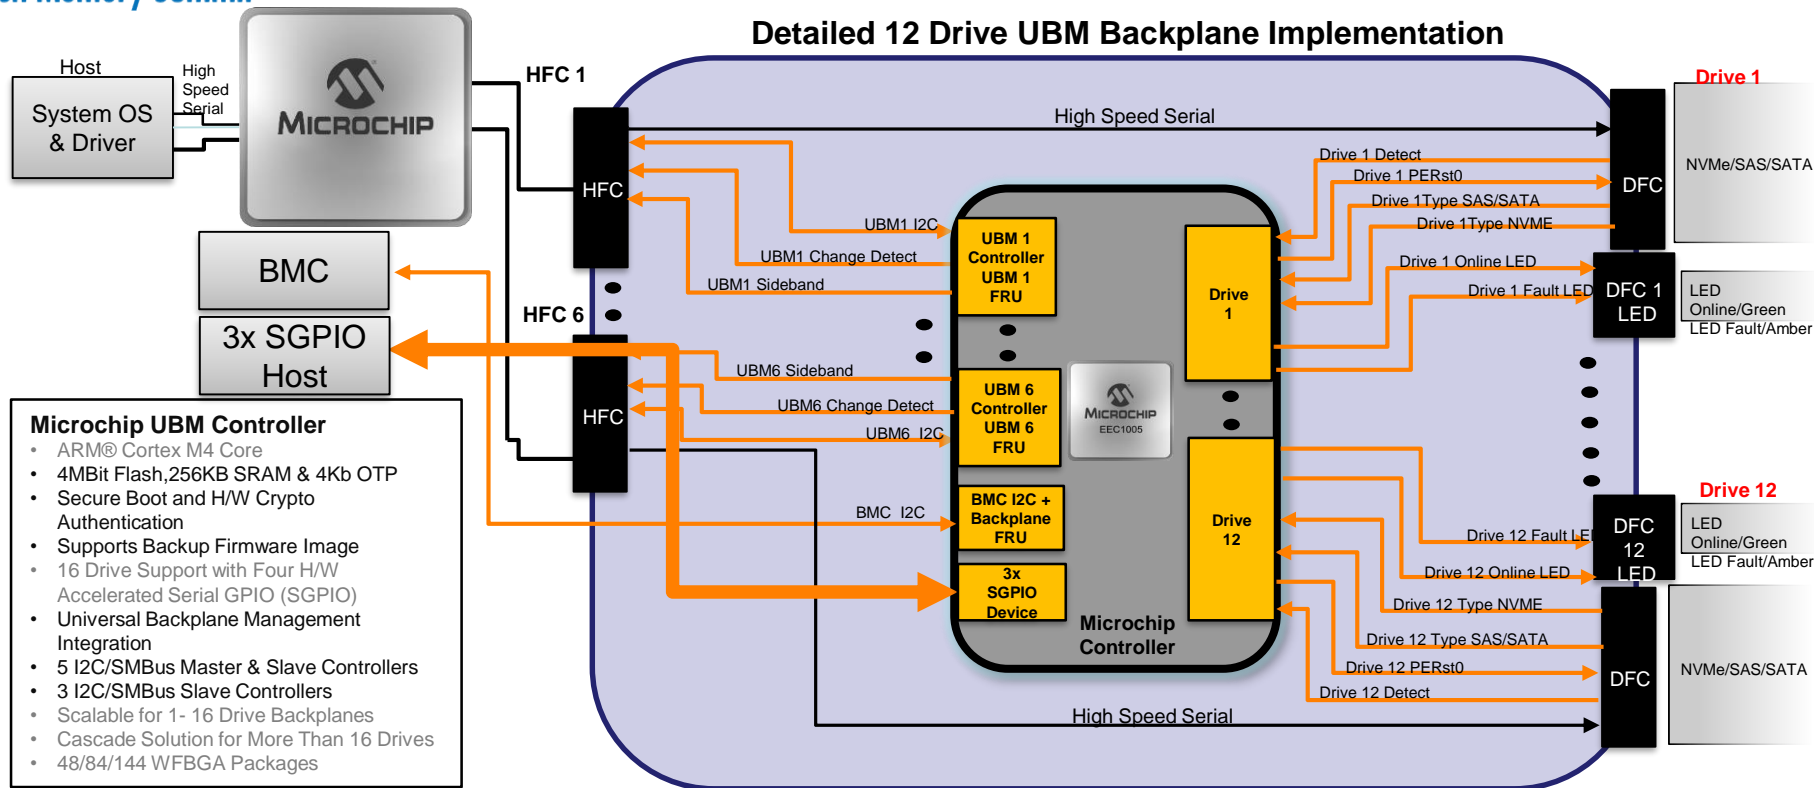 Detailed 12 Drive UBM Backplane Implementation
Host
System OS
& Driver
High
Speed
Serial
MICROCHIP
HFC 1
HFC
HFC 6
HFC
BMC
3x SGPIO
Host
Microchip UBM Controller
• ARM® Cortex M4 Core
• 4MBit Flash,256KB SRAM & 4Kb OTP
• Secure Boot and H/W Crypto
Authentication
• Supports Backup Firmware Image
• 16 Drive Support with Four H/W
Accelerated Serial GPIO (SGPIO)
• Universal Backplane Management
Integration
• 5 I2C/SMBus Master & Slave Controllers
• 3 I2C/SMBus Slave Controllers
• Scalable for 1- 16 Drive Backplanes
• Cascade Solution for More Than 16 Drives
• 48/84/144 WFBGA Packages
High Speed Serial
UBM1 I2C
UBM1 Change Detect
UBM1 Sideband
UBM6 Sideband
UBM6 Change Detect
UBM6 I2C
BMC I2C
UBM 1
Controller
UBM 1
FRU
UBM 6
Controller
UBM 6
FRU
BMC I2C +
Backplane
FRU
3x
SGPIO
Device
MICROCHIP
EEC1005
Microchip
Controller
Drive
1
Drive
12
Drive 1 Detect
Drive 1 PERst0
Drive 1Type SAS/SATA
Drive 1Type NVME
Drive 1 Online LED
Drive 1 Fault LED
Drive 12 Fault LE
Drive 12 Online LED
Drive 12 Type NVME
Drive 12 Type SAS/SATA
Drive 12 PERst0
Drive 12 Detect
High Speed Serial
Drive 1
DFC
NVMe/SAS/SATA
DFC 1
LED
LED
Online/Green
LED Fault/Amber
Drive 12
DFC
12
LED
LED
Online/Green
LED Fault/Amber
DFC
NVMe/SAS/SATA